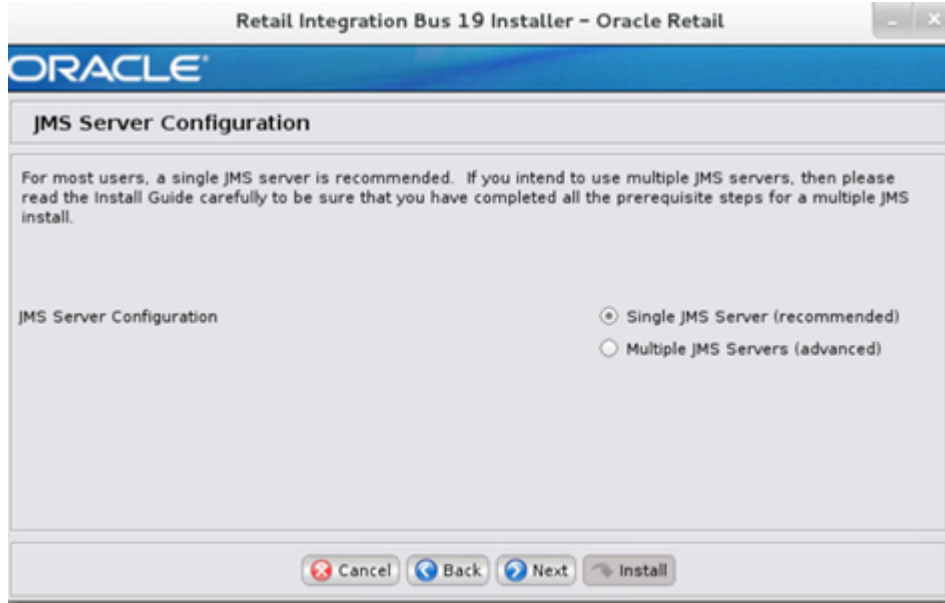 Retail Integration Bus 19 Installer – Oracle Retail
ORACLE®
JMS Server Configuration
For most users, a single JMS server is recommended. If you intend to use multiple JMS servers, then please
read the Install Guide carefully to be sure that you have completed all the prerequisite steps for a multiple JMS
install.
JMS Server Configuration
Single JMS Server (recommended)
Multiple JMS Servers (advanced)
Cancel Back Next Install